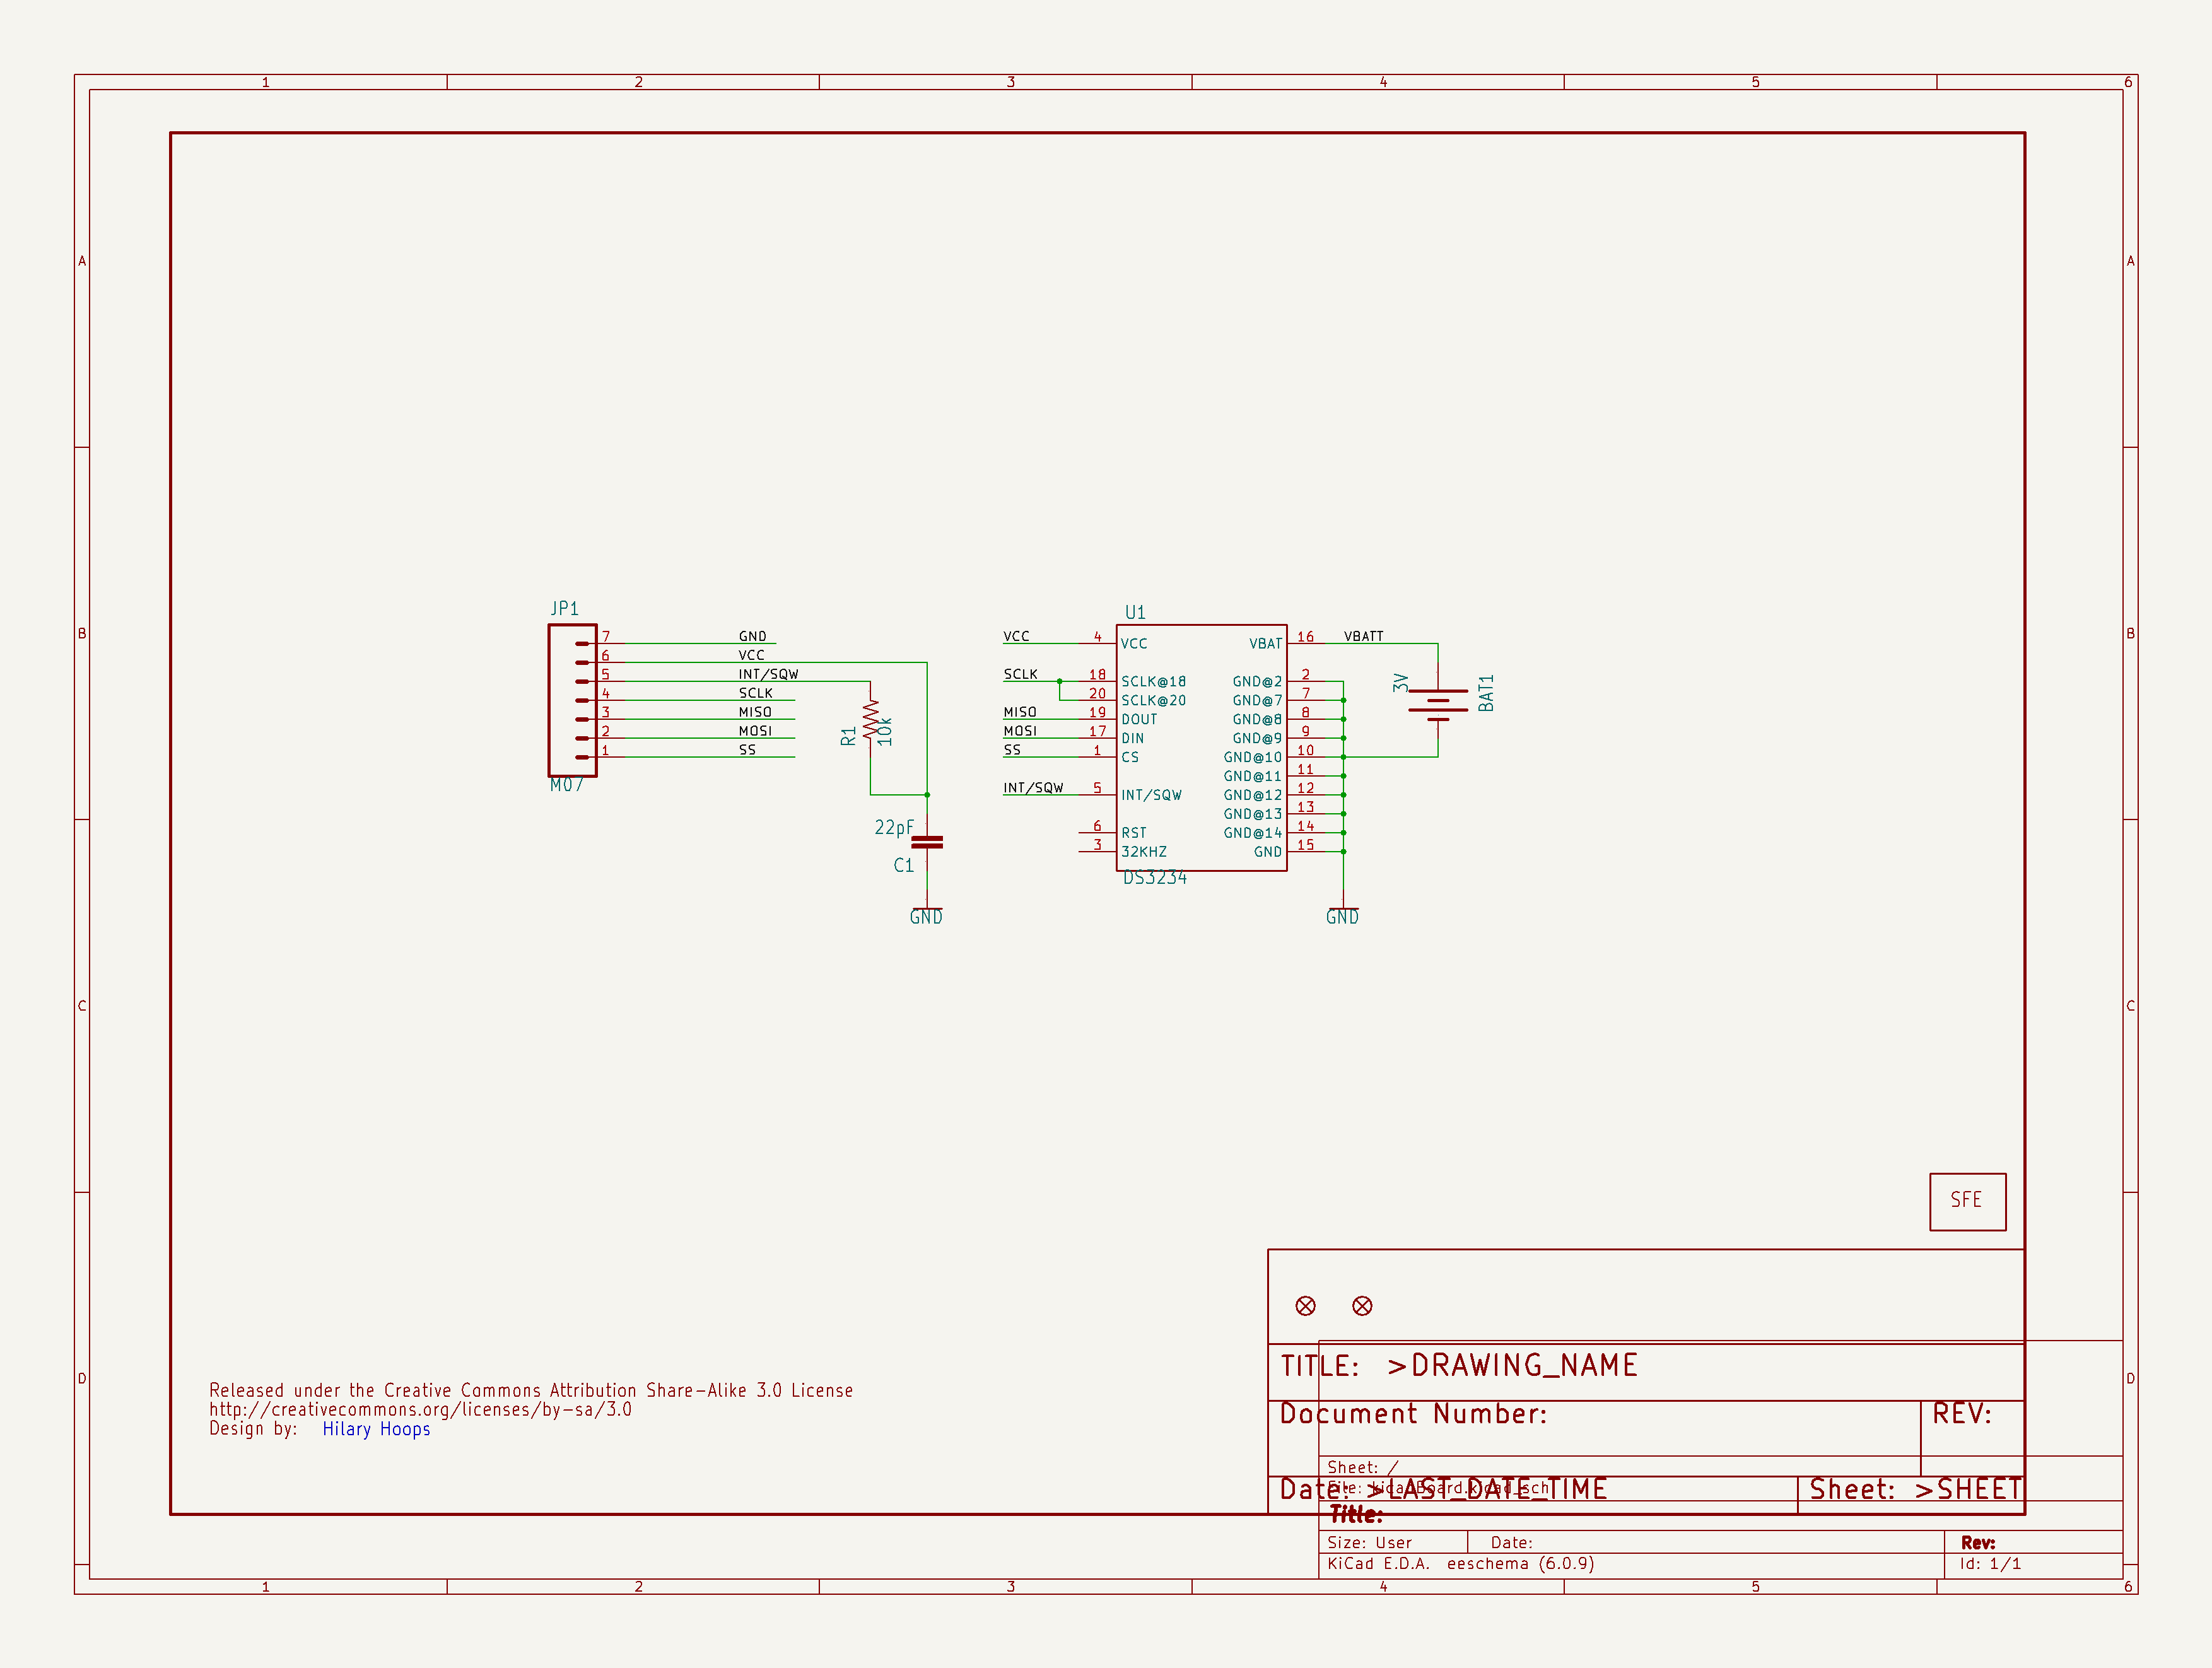 1 2 3 4 5 6
A A
B B
C C
D D
JP1
7 GND
6 VCC
5 INT/SQW
4 SCLK
3 MISO
2 MOSI
1 SS
M07
R1
10k
22pF
C1
GND
U1
VCC 4 VCC
SCLK 18 SCLK@18
20 SCLK@20
MISO 19 DOUT
MOSI 17 DIN
SS 1 CS
INT/SQW 5 INT/SQW
6 RST
3 32KHZ
VBAT 16 VBATT
GND@2 2
GND@7 7
GND@8 8
GND@9 9
GND@10 10
GND@11 11
GND@12 12
GND@13 13
GND@14 14
GND 15
DS3234
3V
BAT1
GND
SFE
TITLE: >DRAWING_NAME
Document Number:
REV:
Date: >LAST_DATE_TIME
Sheet: >SHEET
Released under the Creative Commons Attribution Share-Alike 3.0 License
http://creativecommons.org/licenses/by-sa/3.0
Design by: Hilary Hoops
Sheet: /
File: kicadBoard.kicad_sch
Title:
Size: User Date: Rev:
KiCad E.D.A. eeschema (6.0.9) Id: 1/1
1 2 3 4 5 6